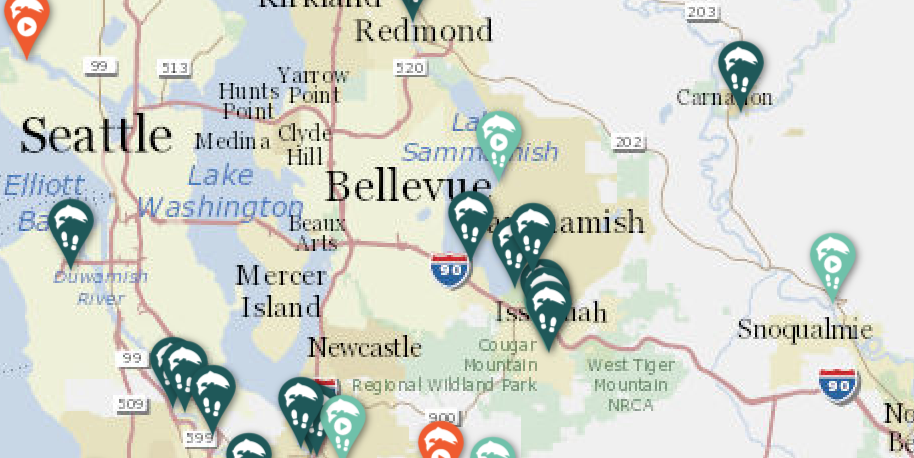 Kirkland
203
Redmond
99
513
520
Yarrow
Hunts Point
Point
Carnation
Seattle
Medina Clyde
Hill
Lake
Sammamish
202
Elliott
Lake
Washington
Bellevue
Beaux
Arts
Sammamish
Duwamish
River
90
Mercer
Island
Issaquah
Snoqualmie
Newcastle
Cougar
Mountain
Regional Wildland Park
West Tiger
Mountain
NRCA
99
90
509
900
599
No
Be